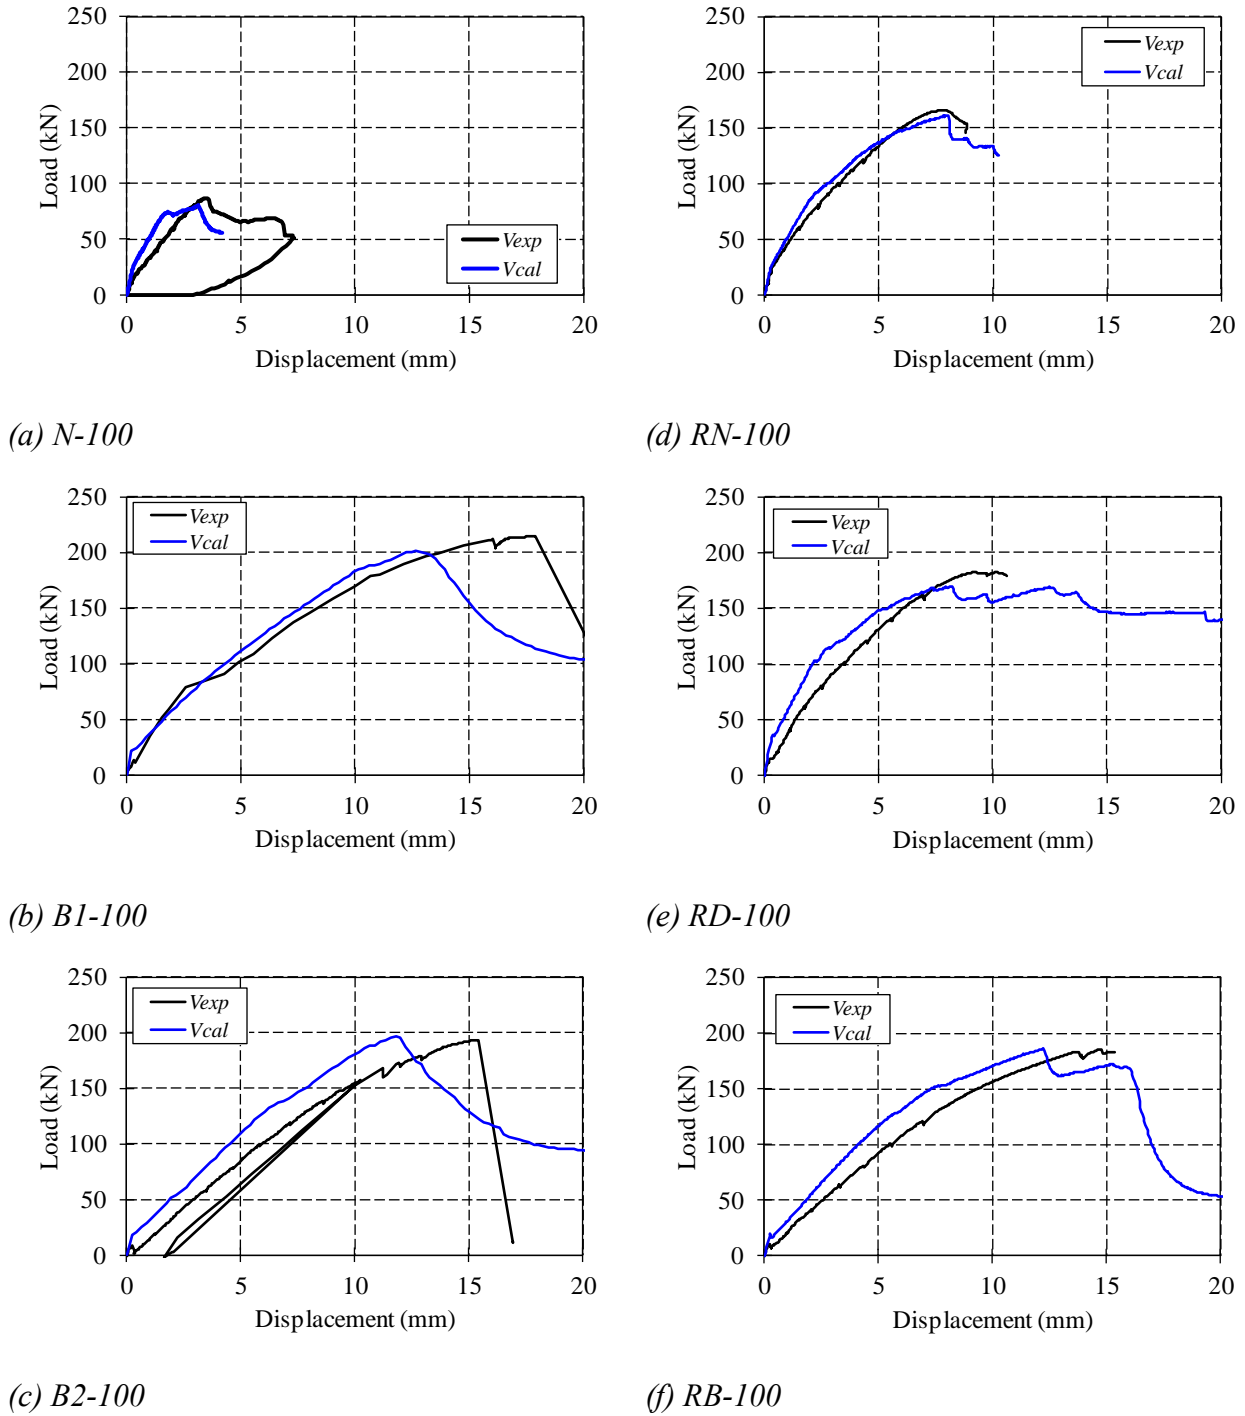 250
200
150
100
50
0
Load (kN)
Vexp
Vcal
0 5 10 15 20
Displacement (mm)
(a) N-100
250
200
150
100
50
0
Load (kN)
Vexp
Vcal
0 5 10 15 20
Displacement (mm)
(d) RN-100
250
200
150
100
50
0
Load (kN)
Vexp
Vcal
0 5 10 15 20
Displacement (mm)
(b) B1-100
250
200
150
100
50
0
Load (kN)
Vexp
Vcal
0 5 10 15 20
Displacement (mm)
(e) RD-100
250
200
150
100
50
0
Load (kN)
Vexp
Vcal
0 5 10 15 20
Displacement (mm)
(c) B2-100
250
200
150
100
50
0
Load (kN)
Vexp
Vcal
0 5 10 15 20
Displacement (mm)
(f) RB-100